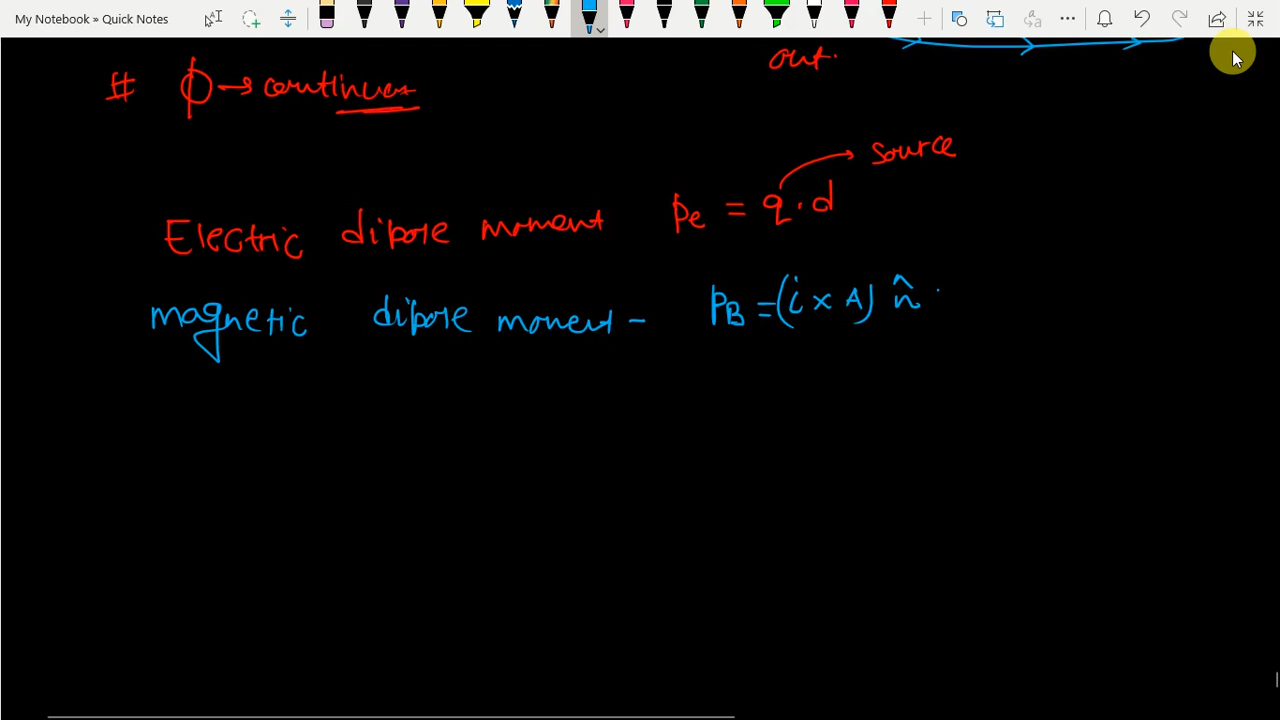 My Notebook » Quick Notes
out.
# ϕ → continues
source
Electric dipole moment Pe = q . d
magnetic dipole moment - PB = (i × A) n̂ .